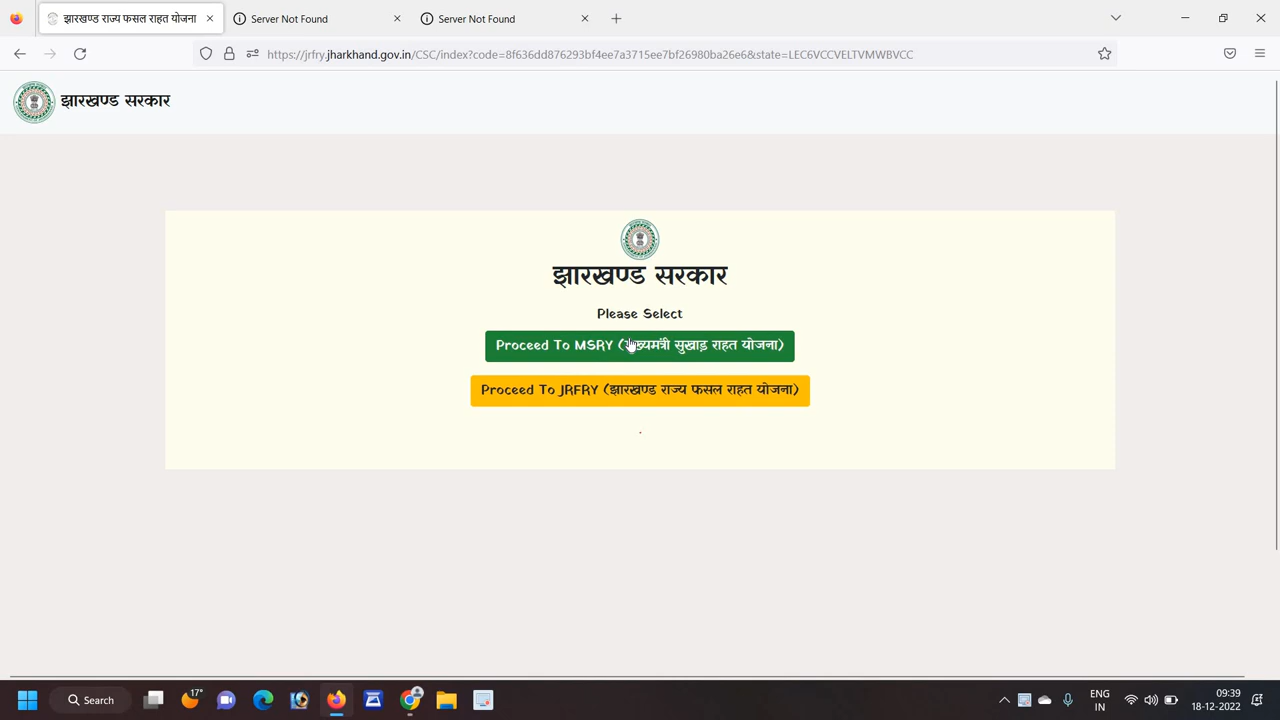 झारखण्ड राज्य फसल राहत योजना
Server Not Found
Server Not Found
https://jrfry.jharkhand.gov.in/CSC/index?code=8f636dd876293bf4ee7a3715ee7bf26980ba26e6&state=LEC6VCCVELTVMWBVCC
झारखण्ड सरकार
झारखण्ड सरकार
Please Select
Proceed To MSRY (मुख्यमंत्री सुखाड़ राहत योजना)
Proceed To JRFRY (झारखण्ड राज्य फसल राहत योजना)
.
Search
17°
ENG
IN
09:39
18-12-2022